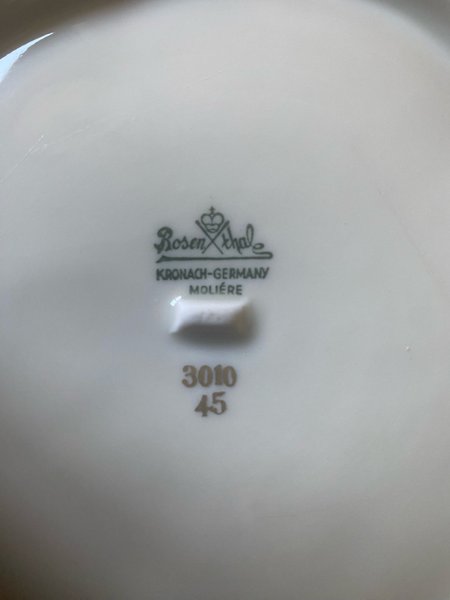 Rosenthal
KRONACH-GERMANY
MOLIÉRE
3010
45